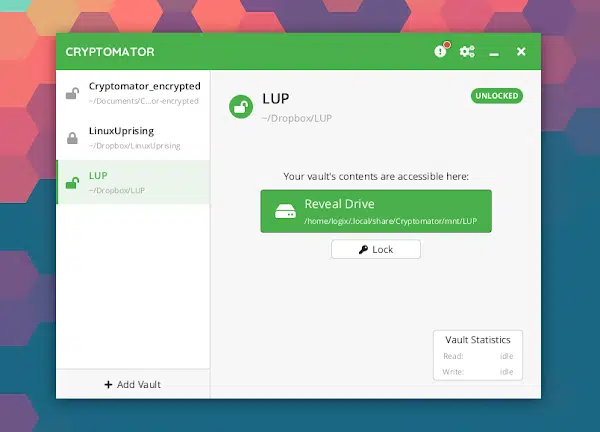 CRYPTOMATOR
Cryptomator_encrypted
~/Documents/C...or-encrypted
LinuxUprising
~/Dropbox/LinuxUprising
LUP
~/Dropbox/LUP
+ Add Vault
LUP
~/Dropbox/LUP
UNLOCKED
Your vault's contents are accessible here:
Reveal Drive
/home/logix/.local/share/Cryptomator/mnt/LUP
Lock
Vault Statistics
Read: idle
Write: idle